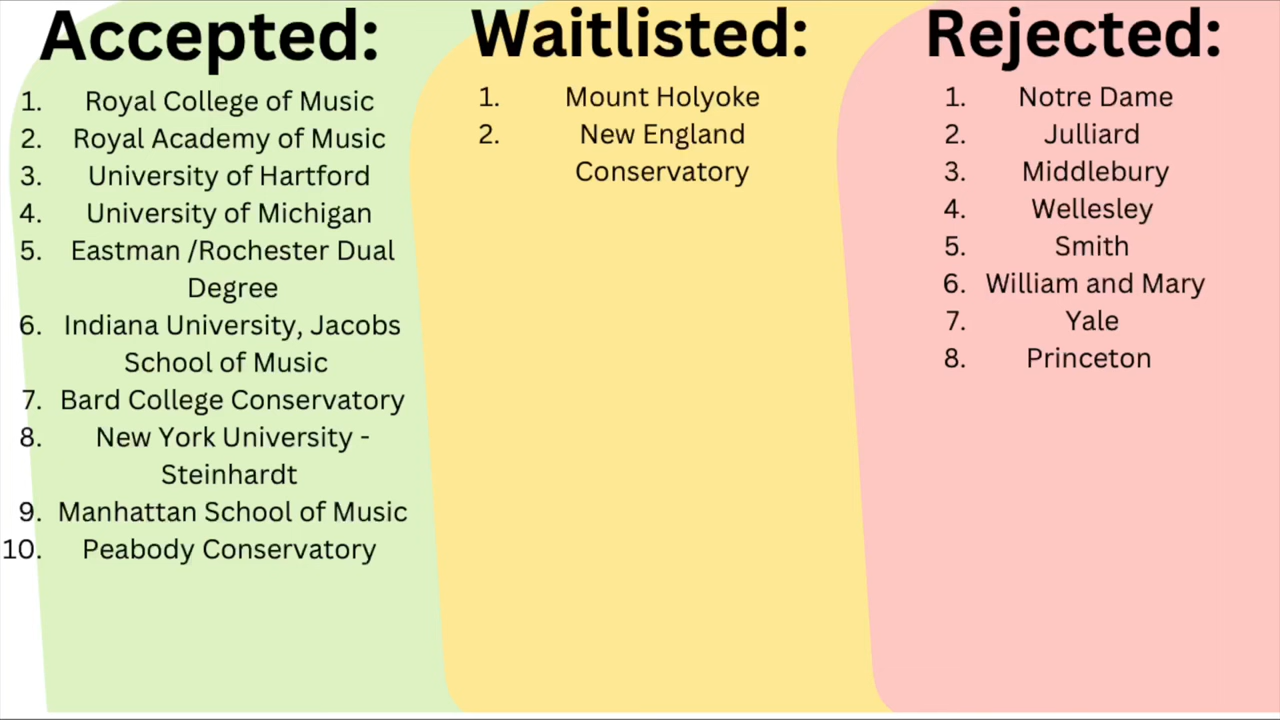 Accepted:
1. Royal College of Music
2. Royal Academy of Music
3. University of Hartford
4. University of Michigan
5. Eastman /Rochester Dual
Degree
6. Indiana University, Jacobs
School of Music
7. Bard College Conservatory
8. New York University -
Steinhardt
9. Manhattan School of Music
10. Peabody Conservatory
Waitlisted:
1. Mount Holyoke
2. New England
Conservatory
Rejected:
1. Notre Dame
2. Julliard
3. Middlebury
4. Wellesley
5. Smith
6. William and Mary
7. Yale
8. Princeton